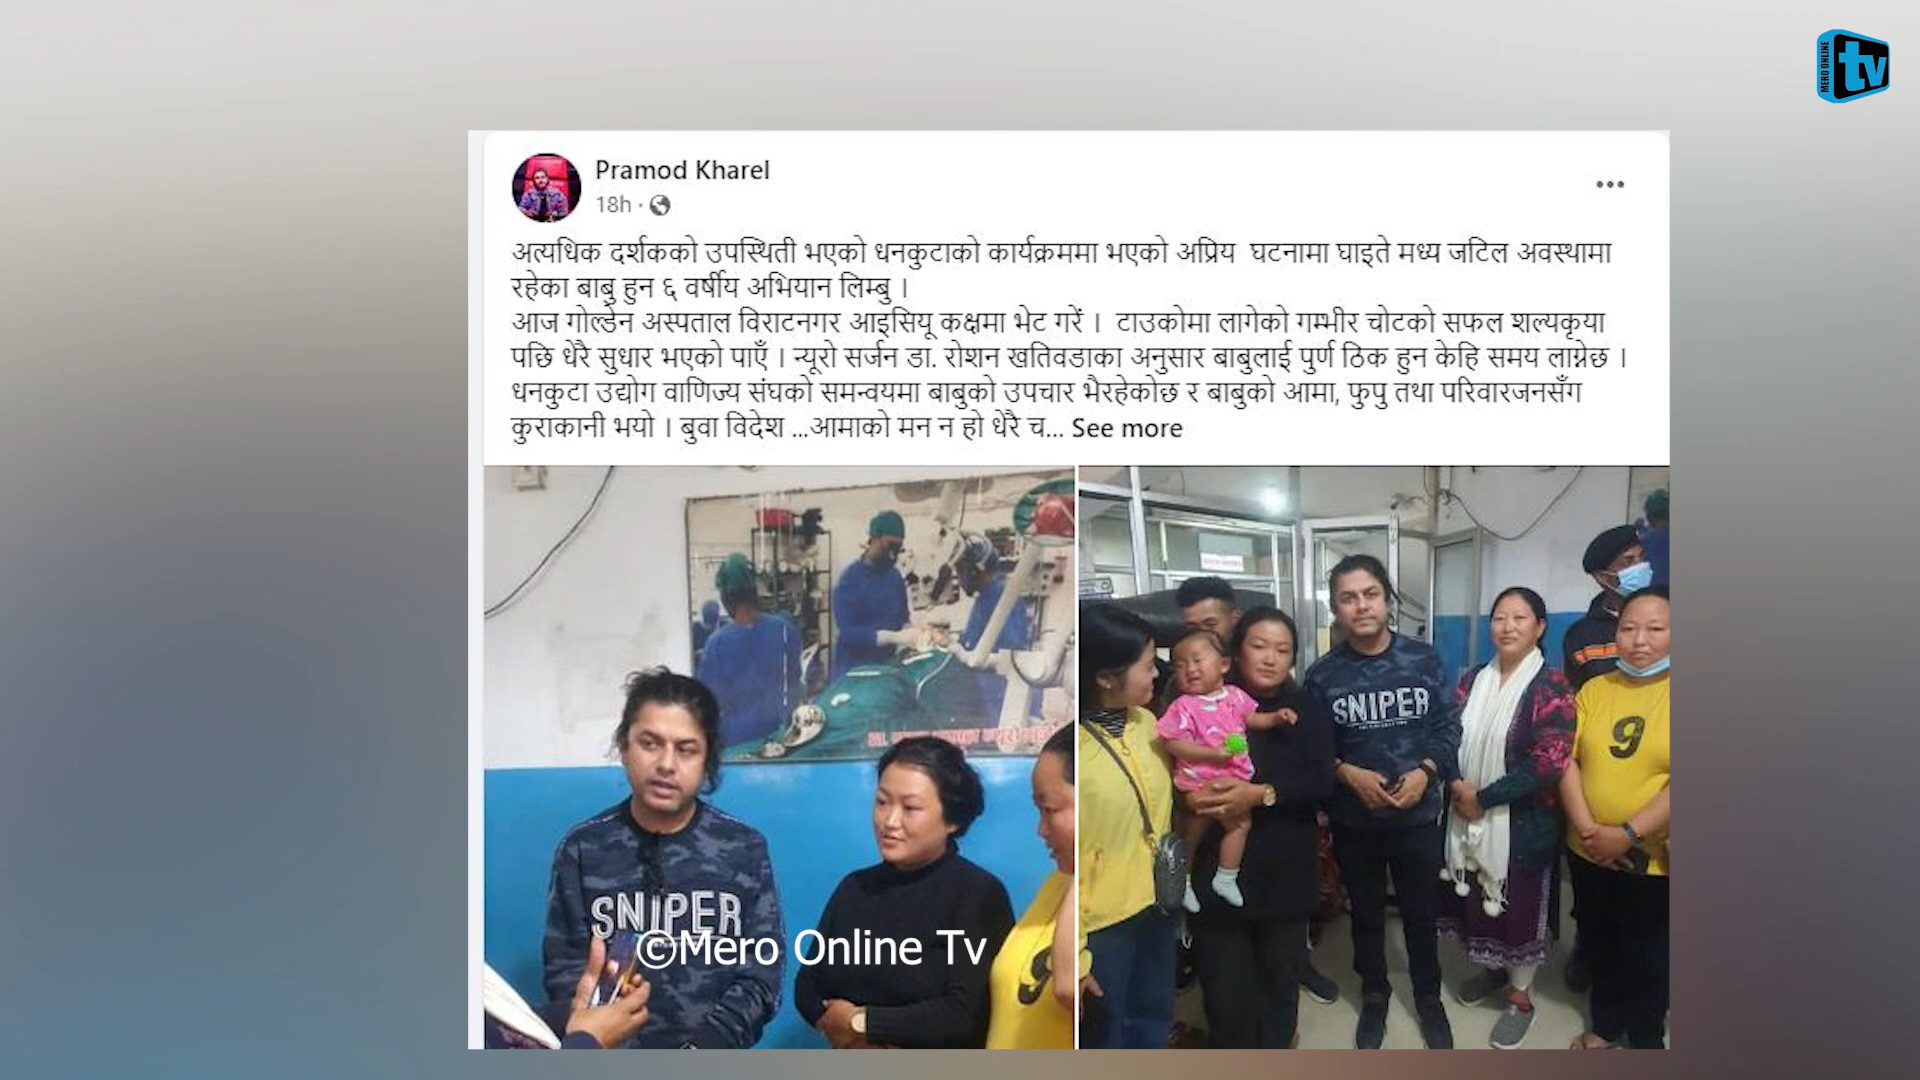 MERO ONLINE
tv
Pramod Kharel
18h ·
अत्यधिक दर्शकको उपस्थिती भएको धनकुटाको कार्यक्रममा भएको अप्रिय घटनामा घाइते मध्य जटिल अवस्थामा
रहेका बाबु हुन ६ वर्षीय अभियान लिम्बु ।
आज गोल्डेन अस्पताल विराटनगर आइसियू कक्षमा भेट गरें । टाउकोमा लागेको गम्भीर चोटको सफल शल्यकृया
पछि धेरै सुधार भएको पाएँ । न्यूरो सर्जन डा. रोशन खतिवडाका अनुसार बाबुलाई पुर्ण ठिक हुन केहि समय लाग्नेछ ।
धनकुटा उद्योग वाणिज्य संघको समन्वयमा बाबुको उपचार भैरहेकोछ र बाबुको आमा, फुपु तथा परिवारजनसँग
कुराकानी भयो । बुवा विदेश ...आमाको मन न हो धेरै च... See more
SNIPER
SNIPER
9
9
©Mero Online Tv